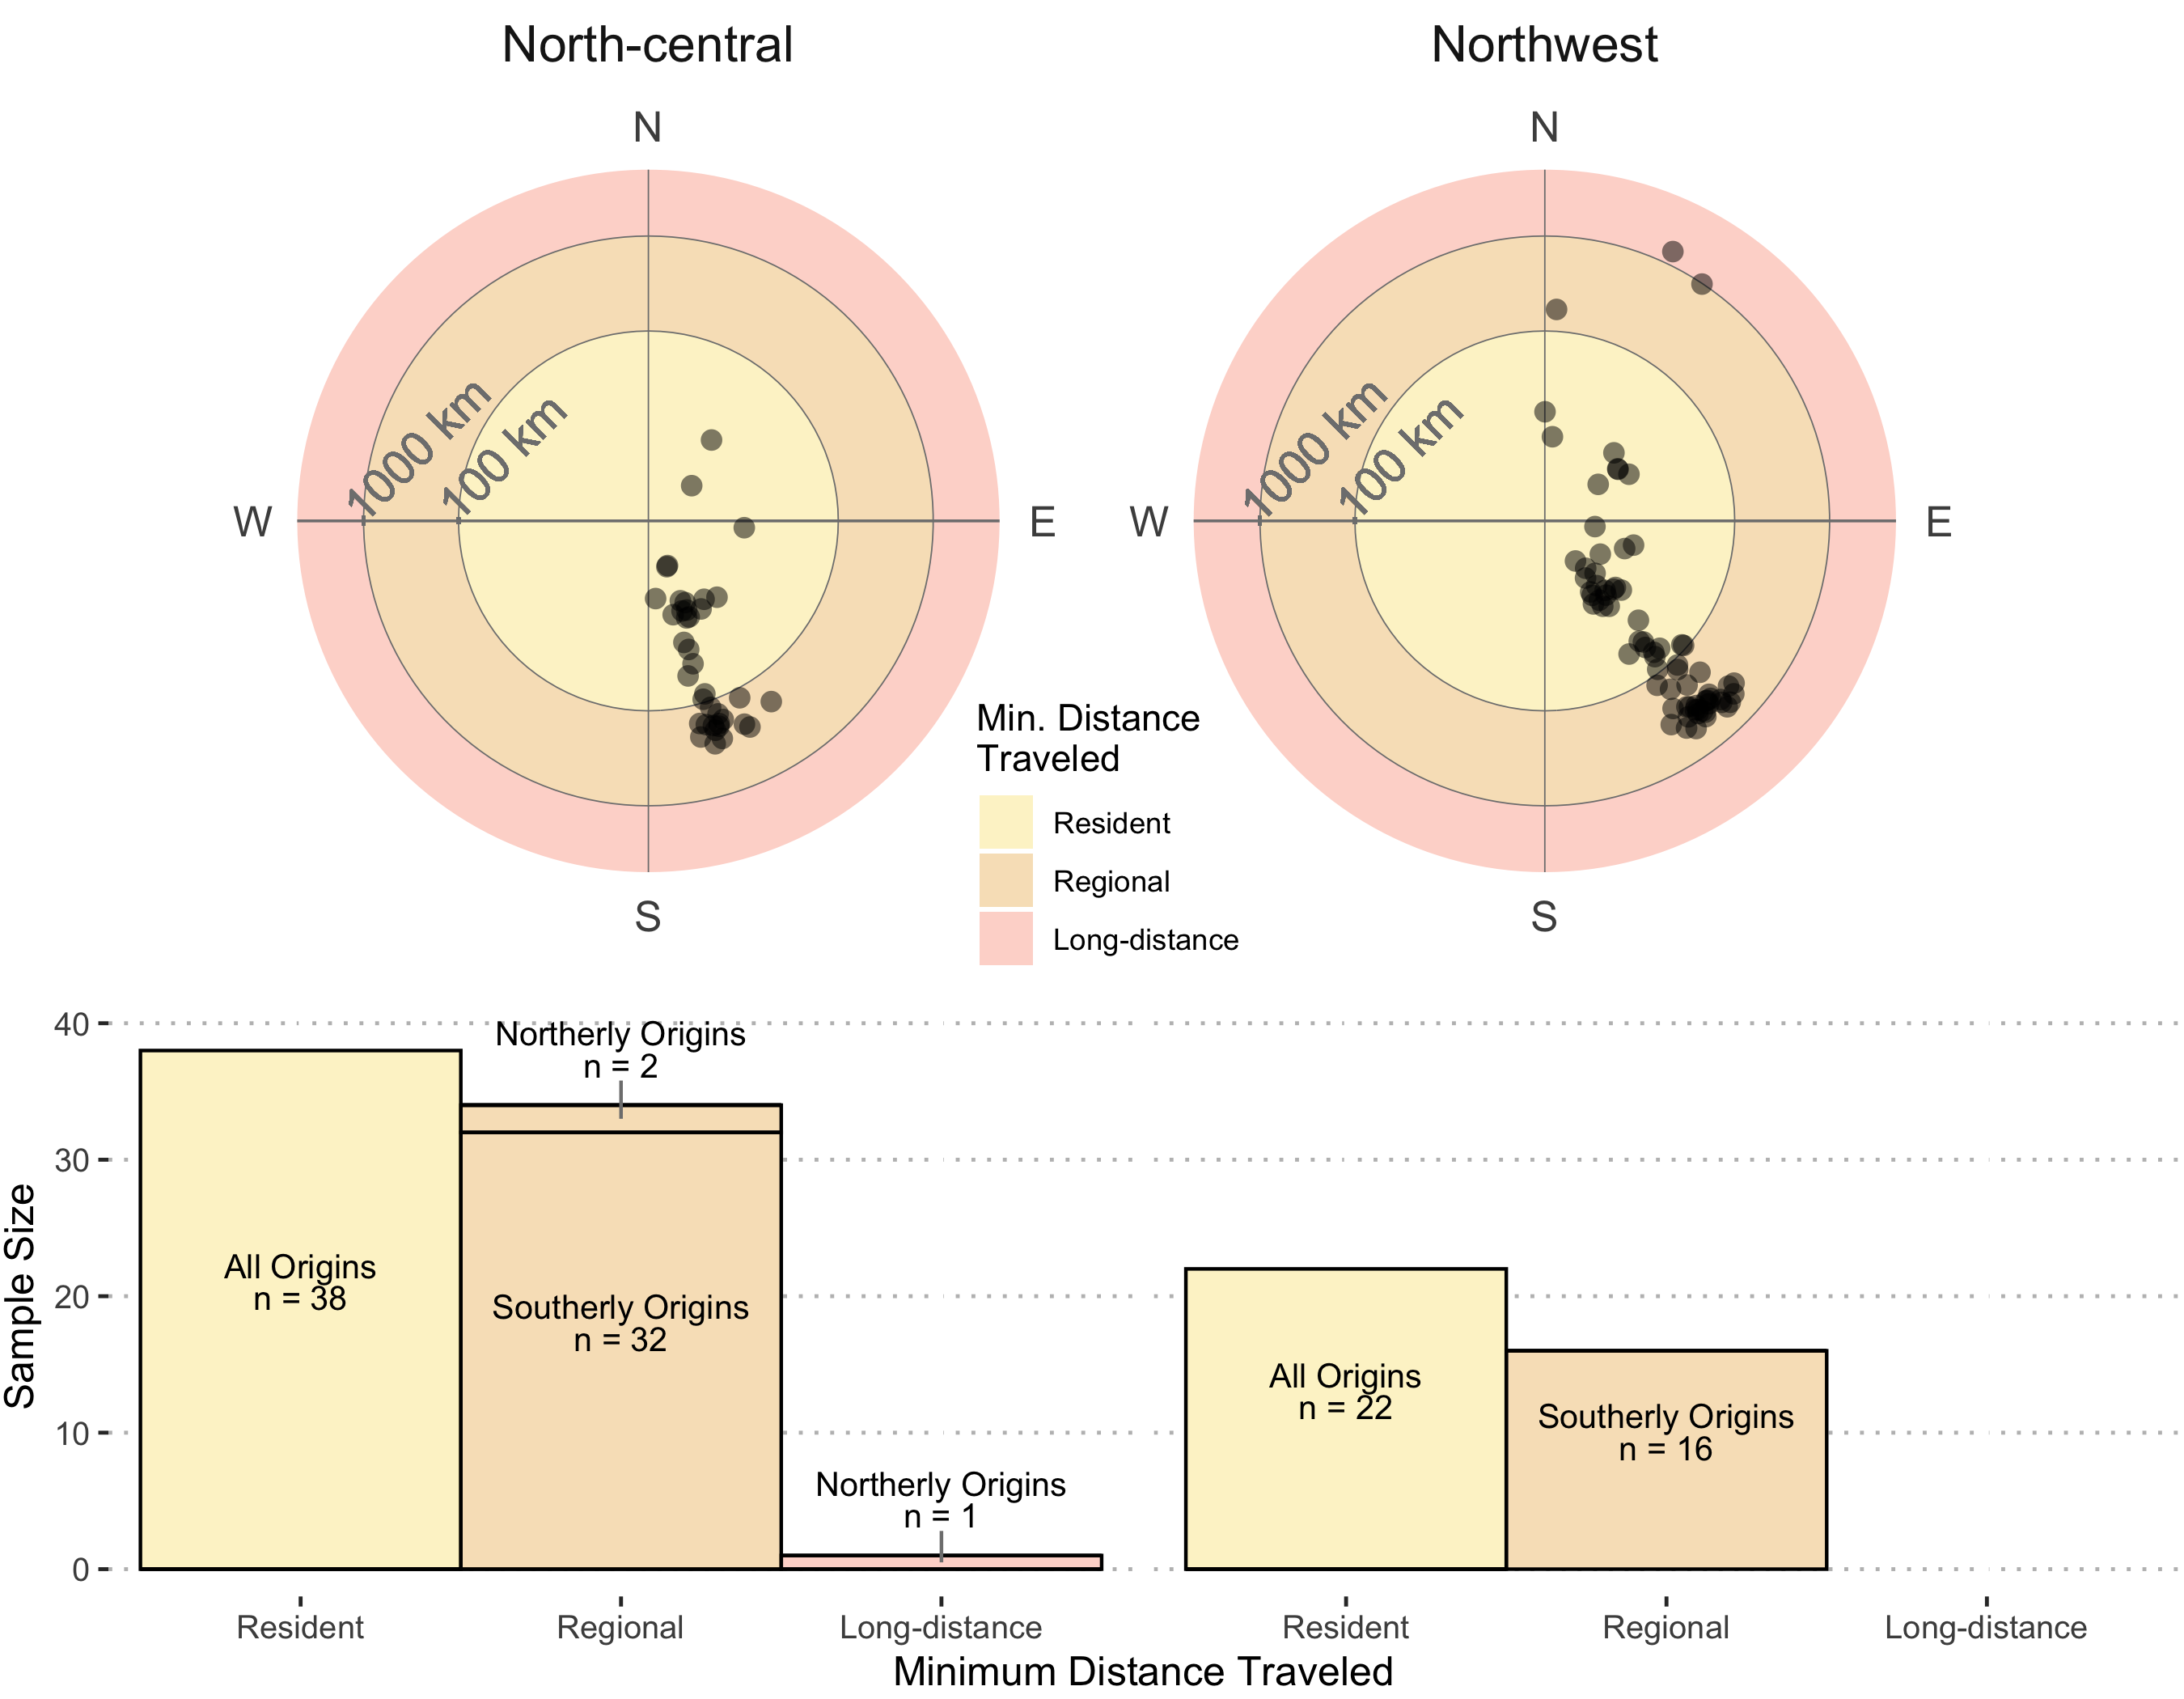 North-central
Northwest
N
N
1000 km
100 km
1000 km
100 km
W
E
W
E
S
S
Min. Distance
Traveled
Resident
Regional
Long-distance
Sample Size
40
30
20
10
0
Northerly Origins
n = 2
All Origins
n = 38
Southerly Origins
n = 32
Northerly Origins
n = 1
All Origins
n = 22
Southerly Origins
n = 16
Resident
Regional
Long-distance
Resident
Regional
Long-distance
Minimum Distance Traveled